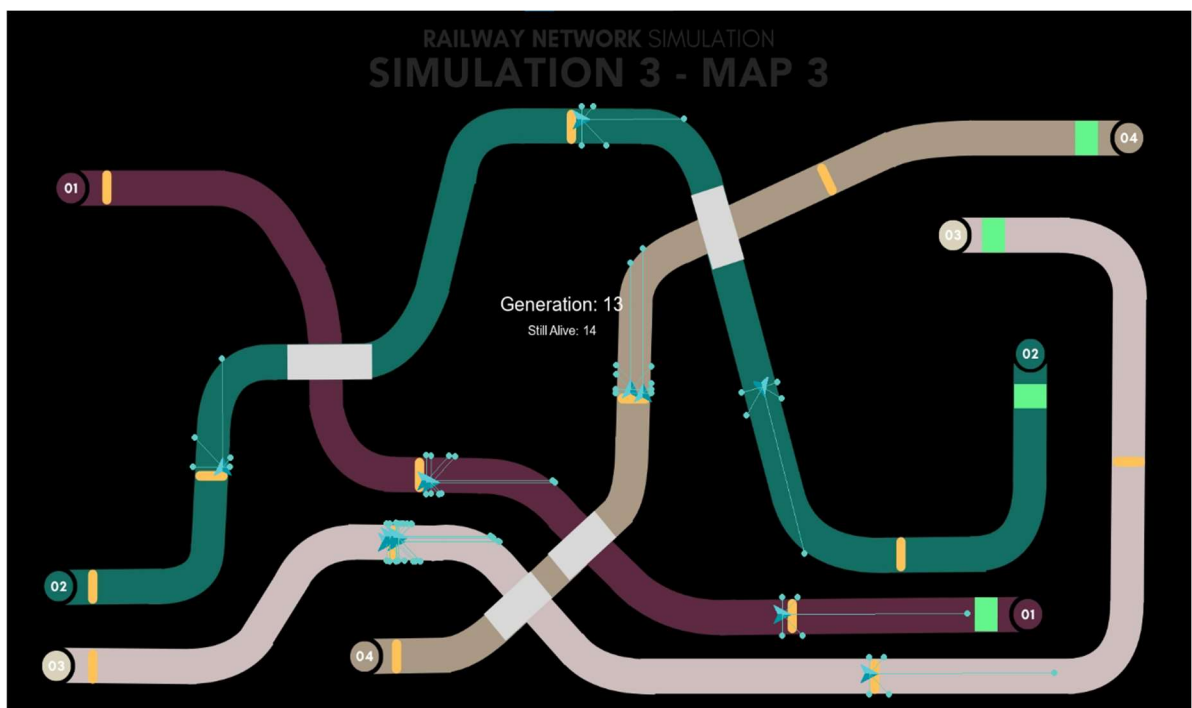 RAILWAY NETWORK SIMULATION
SIMULATION 3 - MAP 3
04
01
03
Generation: 13
Still Alive: 14
02
02
01
03
04